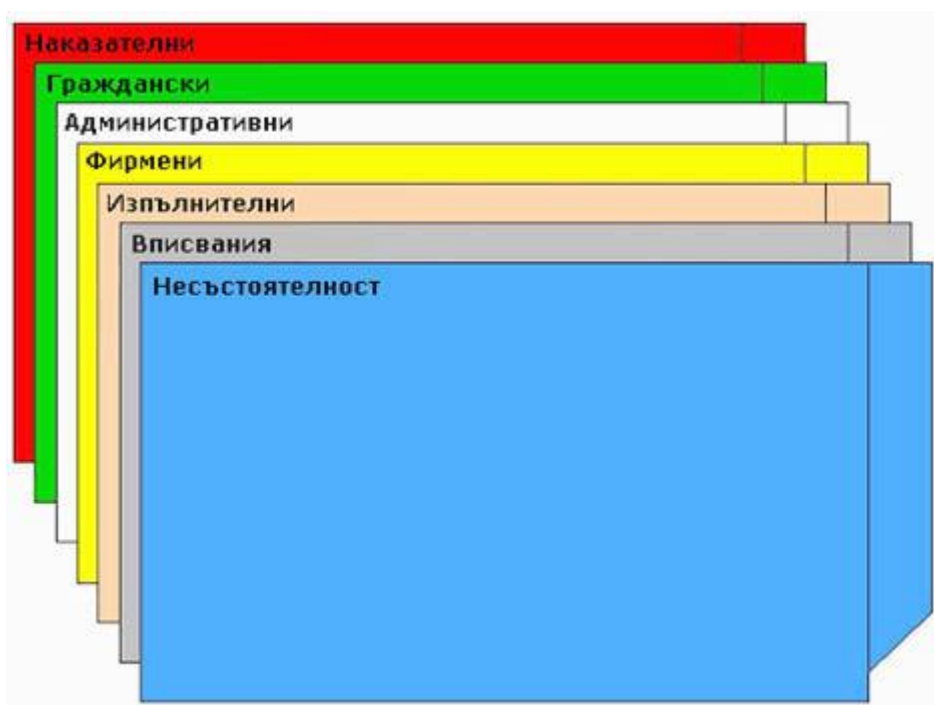 Наказателни
Граждански
Административни
Фирмени
Изпълнителни
Вписвания
Несъстоятелност